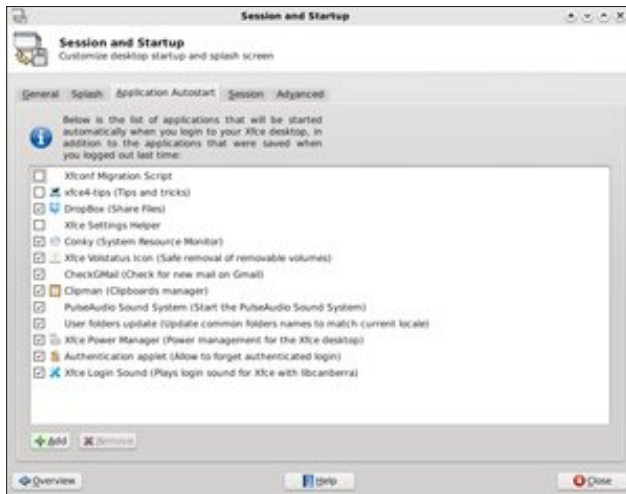 Session and Startup
Session and Startup
Customize desktop startup and splash screen
General Splash Application Autostart Session Advanced
Below is the list of applications that will be started
automatically when you login to your Xfce desktop, in
addition to the applications that were saved when
you logged out last time:
Xfconf Migration Script
xfce4-tips (Tips and tricks)
DropBox (Share Files)
Xfce Settings Helper
Conky (System Resource Monitor)
Xfce Volstatus Icon (Safe removal of removable volumes)
CheckGMail (Check for new mail on Gmail)
Clipman (Clipboards manager)
PulseAudio Sound System (Start the PulseAudio Sound System)
User folders update (Update common folders names to match current locale)
Xfce Power Manager (Power management for the Xfce desktop)
Authentication applet (Allow to forget authenticated login)
Xfce Login Sound (Plays login sound for Xfce with libcanberra)
Add Remove
Overview Help Close